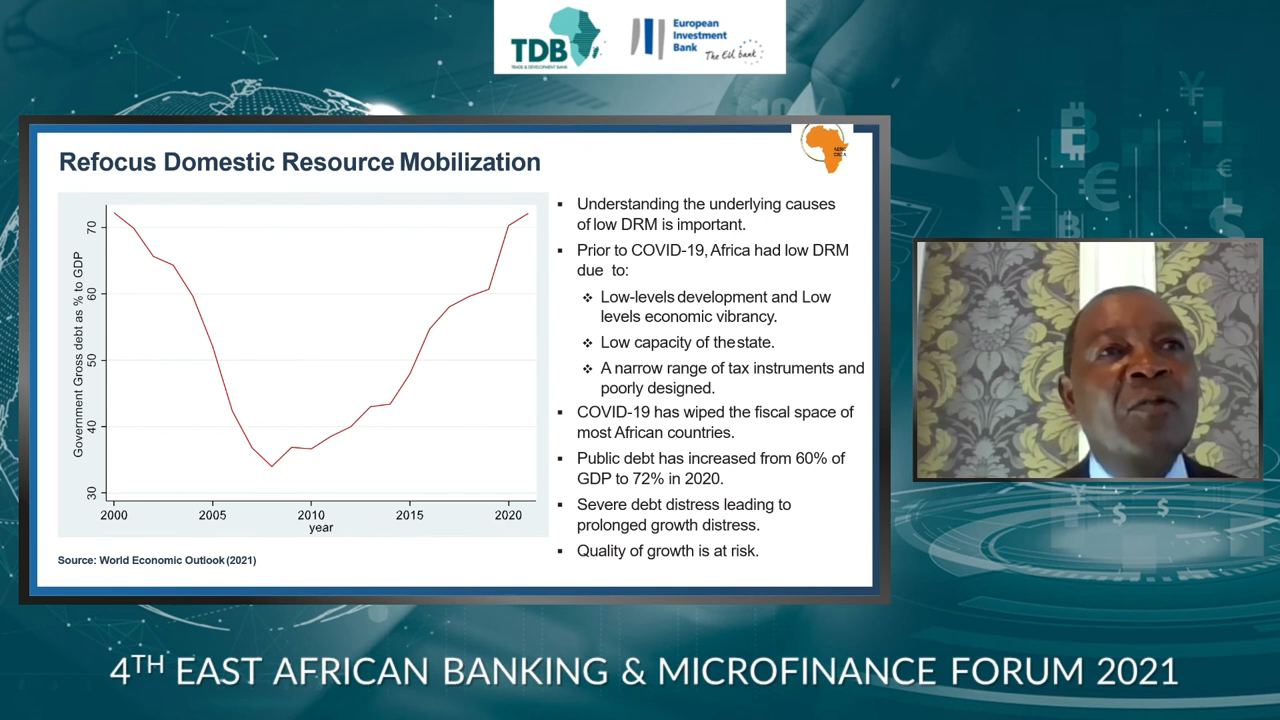 TDB
TRADE & DEVELOPMENT BANK
European
Investment
Bank
The EU bank
Refocus Domestic Resource Mobilization
Government Gross debt as % to GDP
70
60
50
40
30
2000
2005
2010
2015
2020
year
Source: World Economic Outlook (2021)
▪ Understanding the underlying causes
of low DRM is important.
▪ Prior to COVID-19, Africa had low DRM
due to:
❖ Low-levels development and Low
levels economic vibrancy.
❖ Low capacity of the state.
❖ A narrow range of tax instruments and
poorly designed.
▪ COVID-19 has wiped the fiscal space of
most African countries.
▪ Public debt has increased from 60% of
GDP to 72% in 2020.
▪ Severe debt distress leading to
prolonged growth distress.
▪ Quality of growth is at risk.
4TH EAST AFRICAN BANKING & MICROFINANCE FORUM 2021